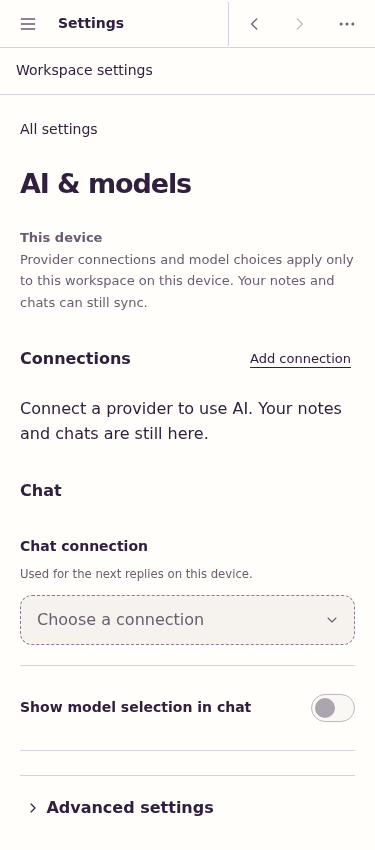 Settings
Workspace settings
All settings
AI & models
This device
Provider connections and model choices apply only
to this workspace on this device. Your notes and
chats can still sync.
Connections
Add connection
Connect a provider to use AI. Your notes
and chats are still here.
Chat
Chat connection
Used for the next replies on this device.
Choose a connection
Show model selection in chat
Advanced settings